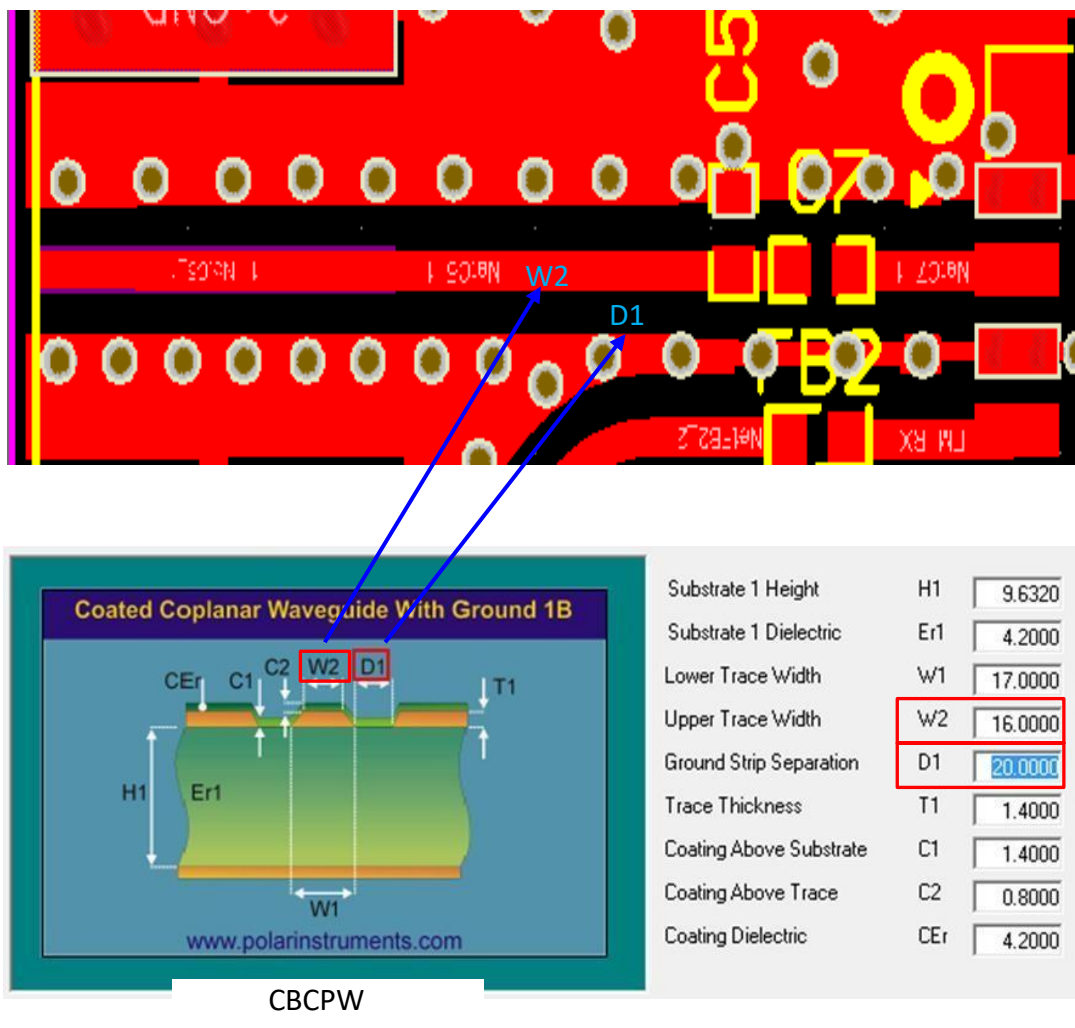 C5
C7
W2
D1
FB2
Coated Coplanar Waveguide With Ground 1B
CEr C1 C2 W2 D1 T1
H1 Er1
W1
www.polarinstruments.com
CBCPW
Substrate 1 Height H1 9.6320
Substrate 1 Dielectric Er1 4.2000
Lower Trace Width W1 17.0000
Upper Trace Width W2 16.0000
Ground Strip Separation D1 20.0000
Trace Thickness T1 1.4000
Coating Above Substrate C1 1.4000
Coating Above Trace C2 0.8000
Coating Dielectric CEr 4.2000